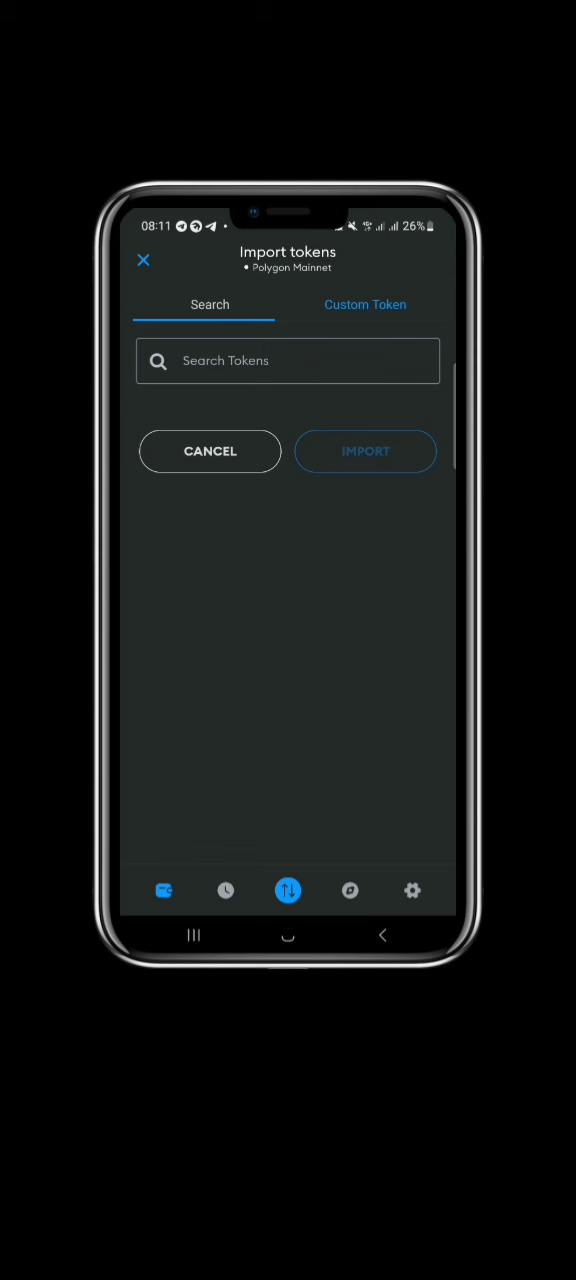 08:11 26%
Import tokens
Polygon Mainnet
Search Custom Token
Search Tokens
CANCEL IMPORT